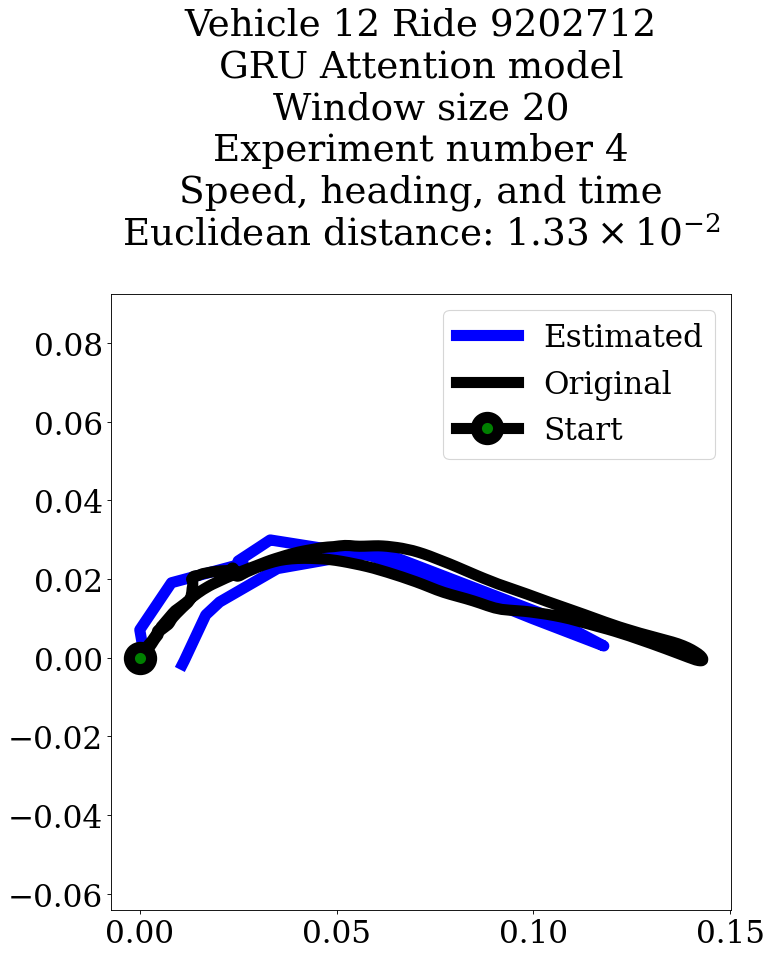 Vehicle 12 Ride 9202712
GRU Attention model
Window size 20
Experiment number 4
Speed, heading, and time
Euclidean distance: 1.33 × 10⁻²
Estimated
Original
Start
0.08
0.06
0.04
0.02
0.00
−0.02
−0.04
−0.06
0.00 0.05 0.10 0.15